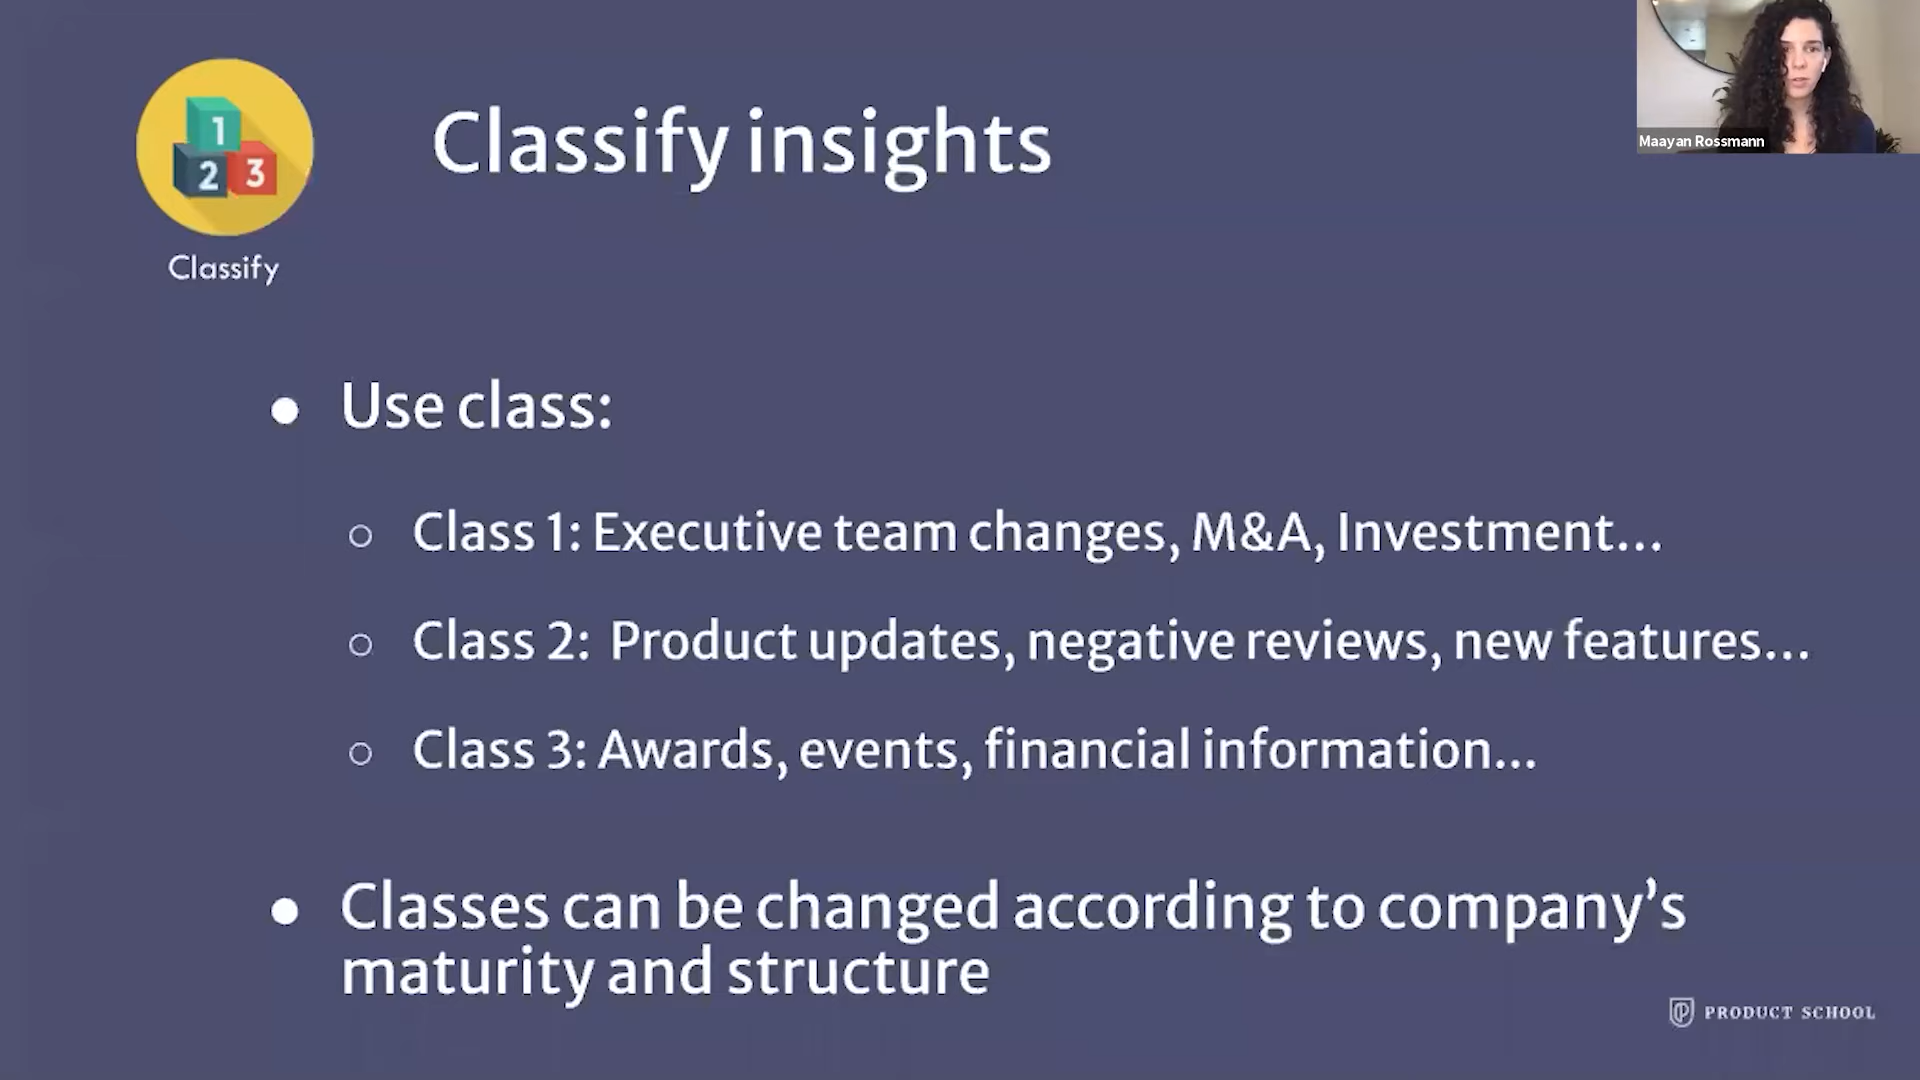 1
2 3
Classify
Classify insights
Maayan Rossmann
● Use class:
○ Class 1: Executive team changes, M&A, Investment...
○ Class 2:  Product updates, negative reviews, new features...
○ Class 3: Awards, events, financial information...
● Classes can be changed according to company’s
maturity and structure
PRODUCT SCHOOL